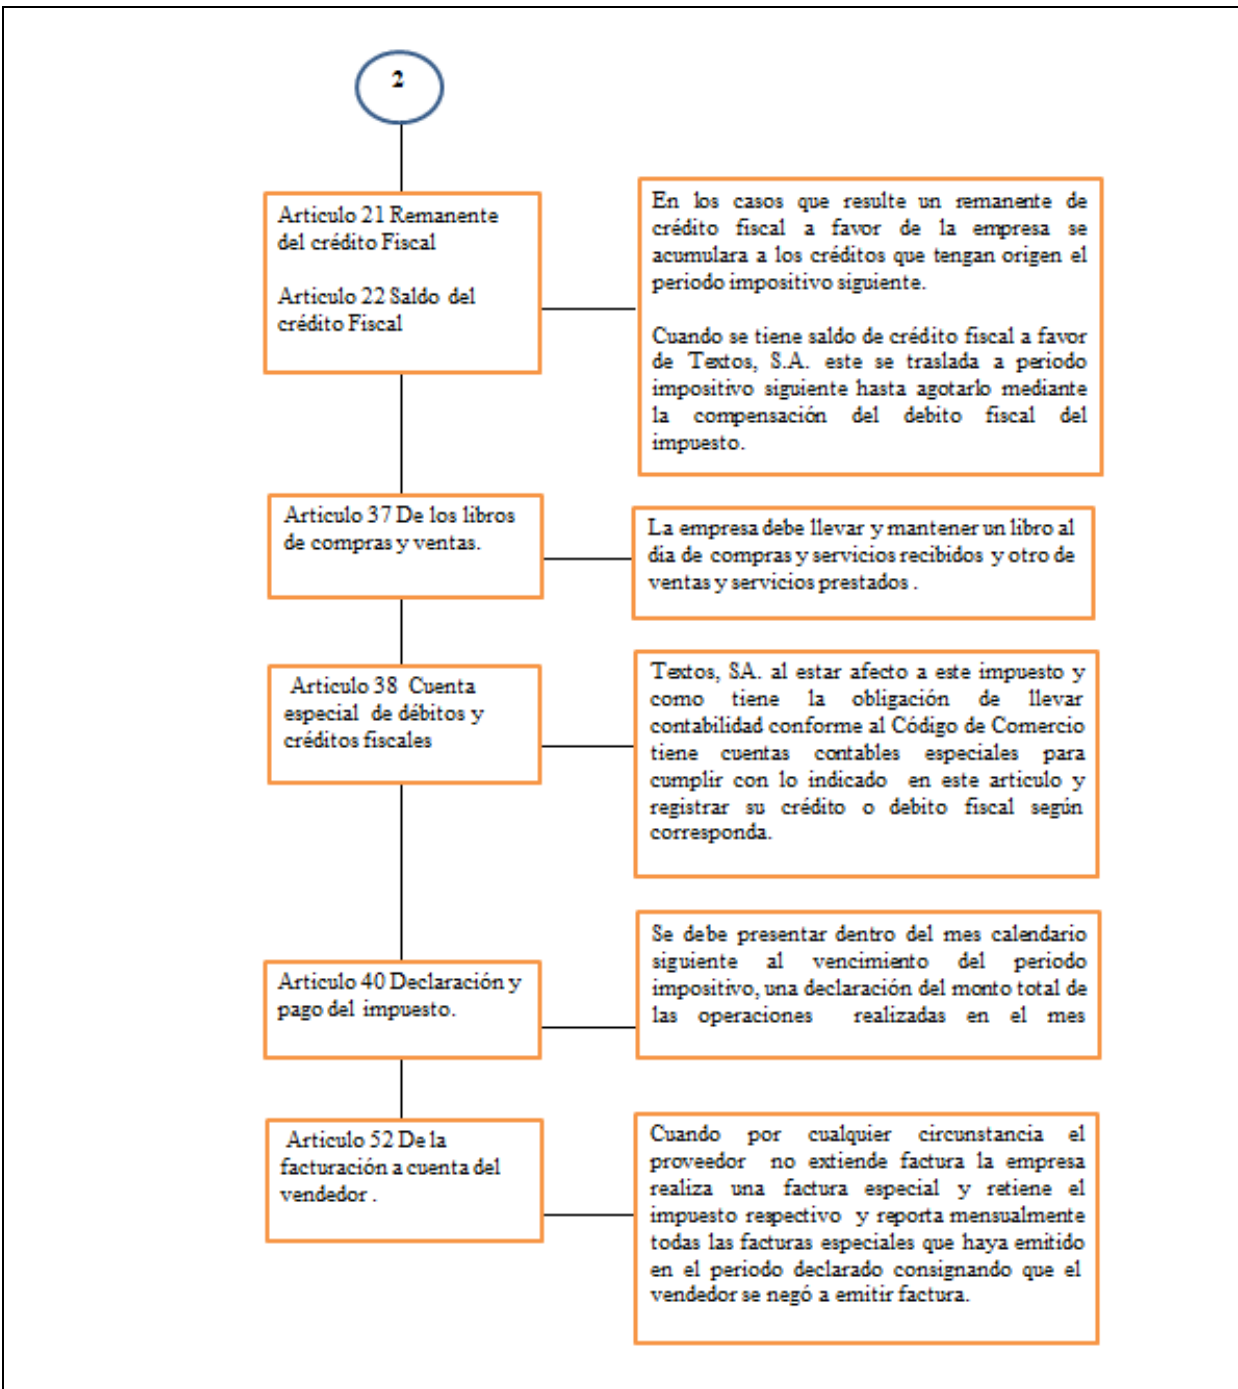 2
Articulo 21 Remanente
del crédito Fiscal
Articulo 22 Saldo del
crédito Fiscal
En los casos que resulte un remanente de
crédito fiscal a favor de la empresa se
acumulara a los créditos que tengan origen el
periodo impositivo siguiente.
Cuando se tiene saldo de crédito fiscal a favor
de Textos, S.A. este se traslada a periodo
impositivo siguiente hasta agotarlo mediante
la compensación del debito fiscal del
impuesto.
Articulo 37 De los libros
de compras y ventas.
La empresa debe llevar y mantener un libro al
dia de compras y servicios recibidos y otro de
ventas y servicios prestados .
Articulo 38 Cuenta
especial de débitos y
créditos fiscales
Textos, SA. al estar afecto a este impuesto y
como tiene la obligación de llevar
contabilidad conforme al Código de Comercio
tiene cuentas contables especiales para
cumplir con lo indicado en este articulo y
registrar su crédito o debito fiscal según
corresponda.
Articulo 40 Declaración y
pago del impuesto.
Se debe presentar dentro del mes calendario
siguiente al vencimiento del periodo
impositivo, una declaración del monto total de
las operaciones realizadas en el mes
Articulo 52 De la
facturación a cuenta del
vendedor .
Cuando por cualquier circunstancia el
proveedor no extiende factura la empresa
realiza una factura especial y retiene el
impuesto respectivo y reporta mensualmente
todas las facturas especiales que haya emitido
en el periodo declarado consignando que el
vendedor se negó a emitir factura.